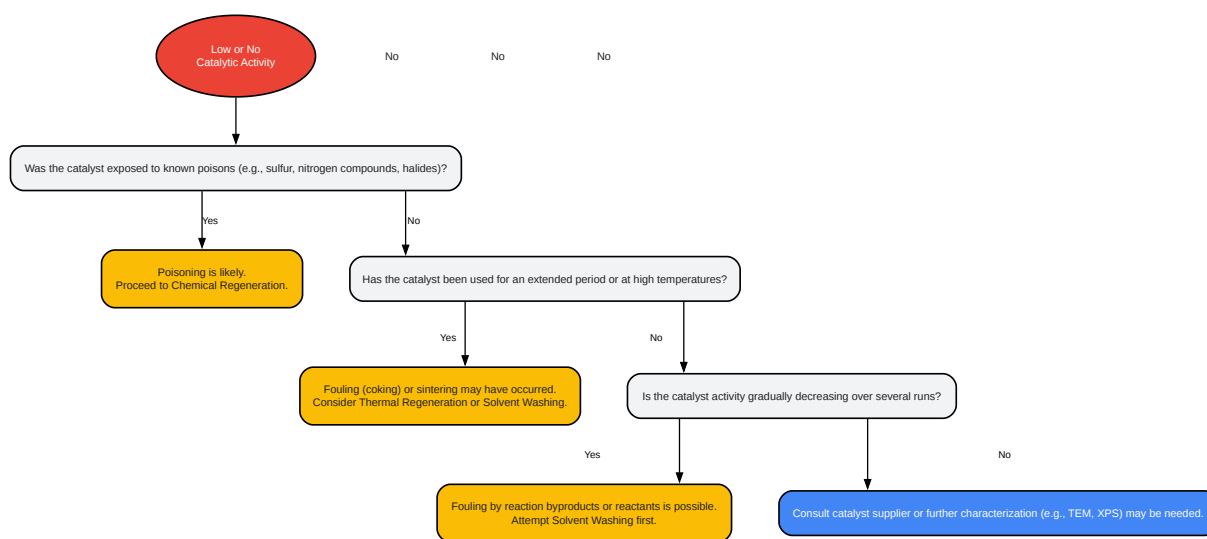 Low or No
Catalytic Activity
No
No
No
Was the catalyst exposed to known poisons (e.g., sulfur, nitrogen compounds, halides)?
Yes
No
Poisoning is likely.
Proceed to Chemical Regeneration.
Has the catalyst been used for an extended period or at high temperatures?
Yes
No
Fouling (coking) or sintering may have occurred.
Consider Thermal Regeneration or Solvent Washing.
Is the catalyst activity gradually decreasing over several runs?
Yes
No
Fouling by reaction byproducts or reactants is possible.
Attempt Solvent Washing first.
Consult catalyst supplier or further characterization (e.g., TEM, XPS) may be needed.